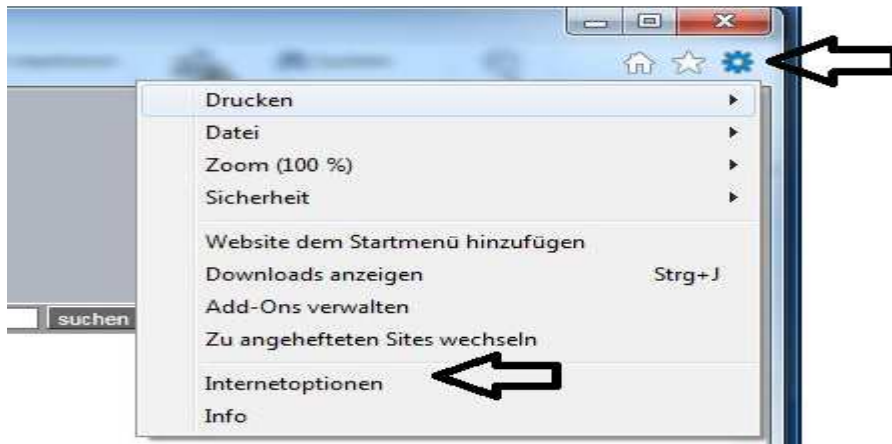 Drucken
Datei
Zoom (100 %)
Sicherheit
Website dem Startmenü hinzufügen
Downloads anzeigen Strg+J
Add-Ons verwalten
suchen
Zu angehefteten Sites wechseln
Internetoptionen
Info